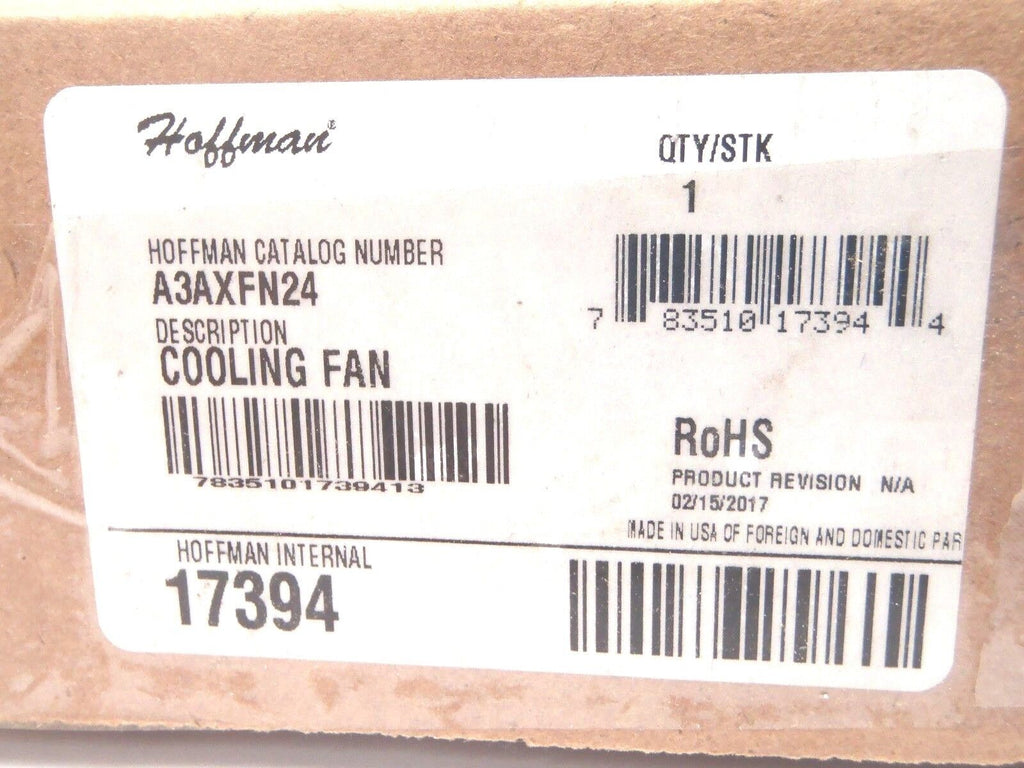 Hoffman®
QTY/STK
1
HOFFMAN CATALOG NUMBER
A3AXFN24
7 83510 17394 4
DESCRIPTION
COOLING FAN
7835101739413
RoHS
PRODUCT REVISION N/A
02/15/2017
MADE IN USA OF FOREIGN AND DOMESTIC PAR
HOFFMAN INTERNAL
17394